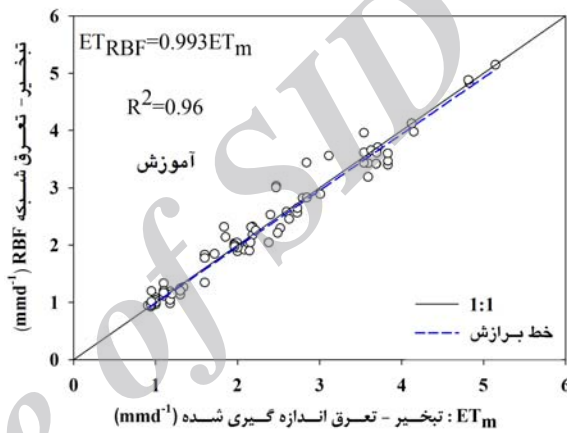 6
5
4
3
2
1
0
تبخیر - تعرق شبکه RBF (mmd⁻¹)
ET_RBF=0.993ET_m
R²=0.96
آموزش
1:1
خط برازش
0 1 2 3 4 5 6
ET_m : تبخیر - تعرق اندازه گیری شده (mmd⁻¹)
e of SID